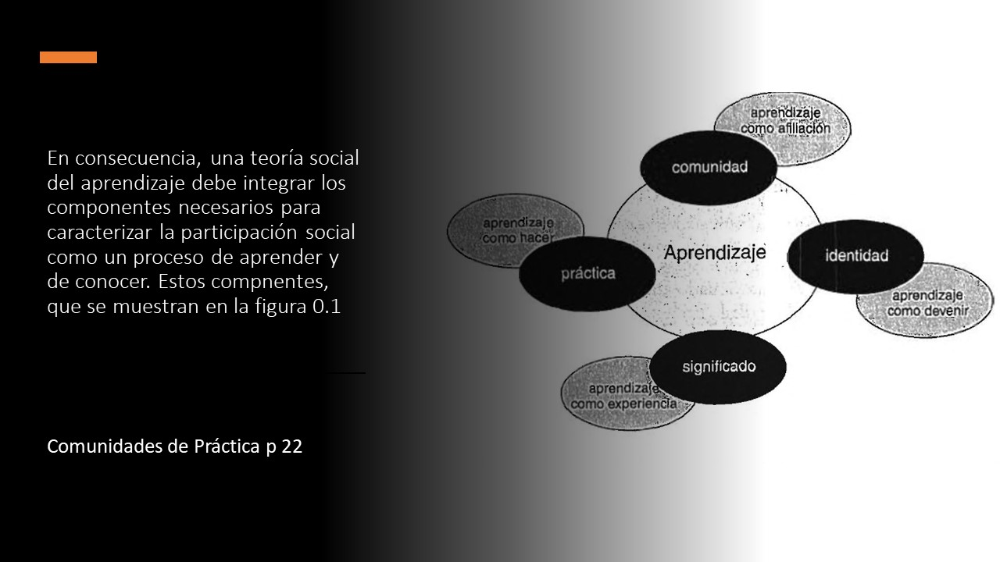 En consecuencia, una teoría social
del aprendizaje debe integrar los
componentes necesarios para
caracterizar la participación social
como un proceso de aprender y
de conocer. Estos compnentes,
que se muestran en la figura 0.1
Comunidades de Práctica p 22
aprendizaje
como afiliación
comunidad
aprendizaje
como hacer
práctica
Aprendizaje
identidad
aprendizaje
como devenir
significado
aprendizaje
como experiencia